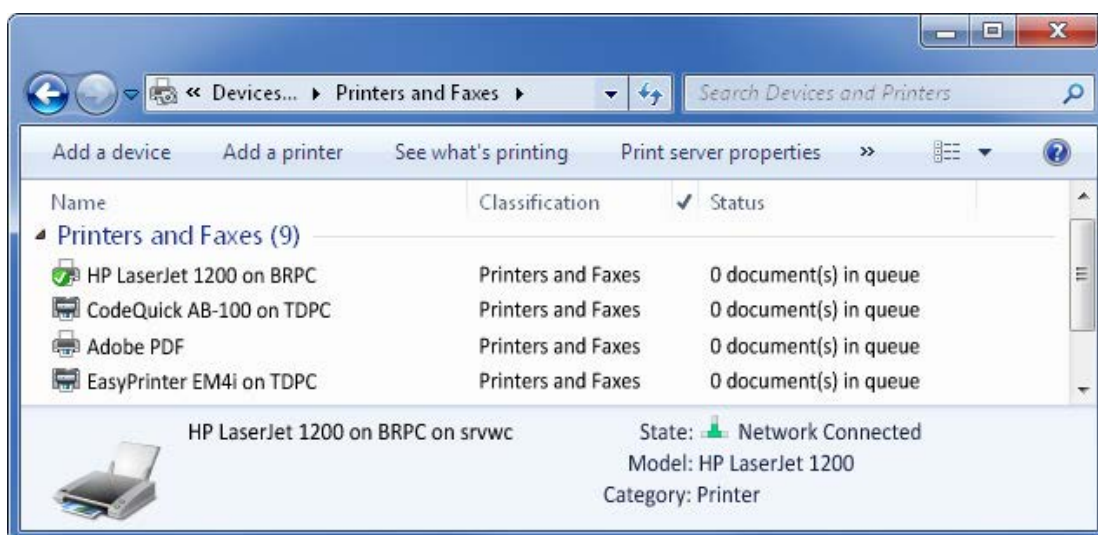 « Devices... ▸ Printers and Faxes ▸ Search Devices and Printers
Add a device Add a printer See what's printing Print server properties »
Name Classification Status
Printers and Faxes (9)
HP LaserJet 1200 on BRPC Printers and Faxes 0 document(s) in queue
CodeQuick AB-100 on TDPC Printers and Faxes 0 document(s) in queue
Adobe PDF Printers and Faxes 0 document(s) in queue
EasyPrinter EM4i on TDPC Printers and Faxes 0 document(s) in queue
HP LaserJet 1200 on BRPC on srvwc State: Network Connected
Model: HP LaserJet 1200
Category: Printer